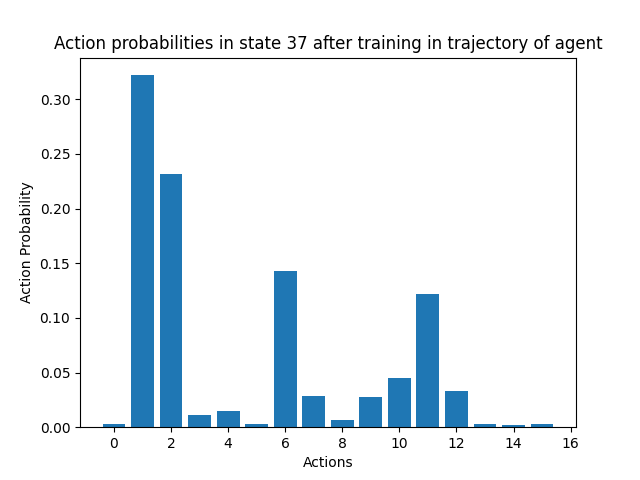 Action probabilities in state 37 after training in trajectory of agent
0.30
0.25
0.20
0.15
0.10
0.05
0.00
Action Probability
0 2 4 6 8 10 12 14 16
Actions